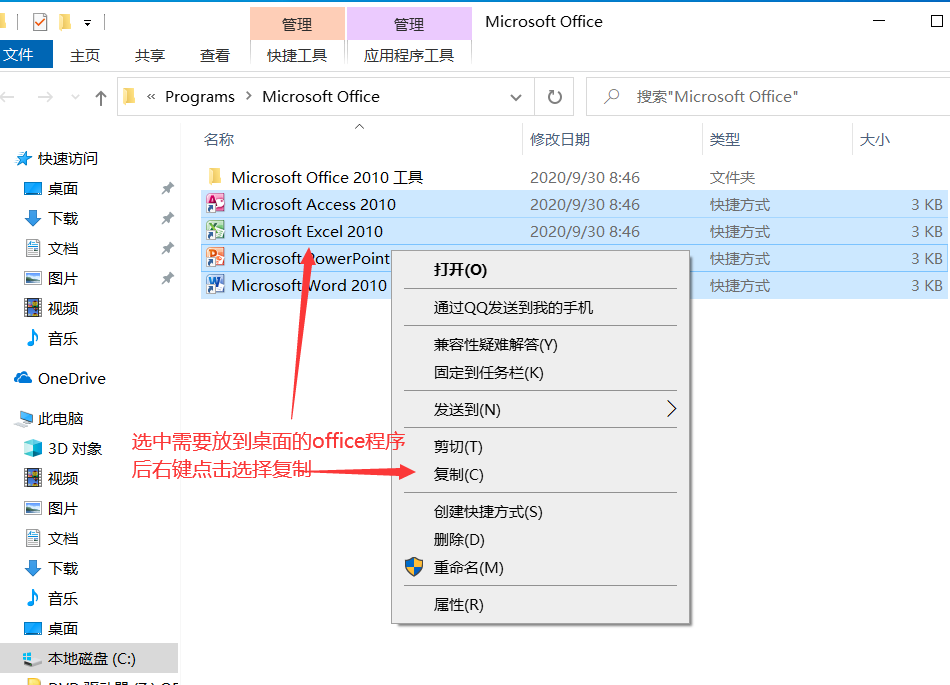 管理
管理
Microsoft Office
文件
主页
共享
查看
快捷工具
应用程序工具
« Programs > Microsoft Office
搜索"Microsoft Office"
名称
修改日期
类型
大小
快速访问
桌面
下载
文档
图片
视频
音乐
OneDrive
此电脑
3D 对象
视频
图片
文档
下载
音乐
桌面
本地磁盘 (C:)
Microsoft Office 2010 工具 2020/9/30 8:46 文件夹
Microsoft Access 2010 2020/9/30 8:46 快捷方式 3 KB
Microsoft Excel 2010 2020/9/30 8:46 快捷方式 3 KB
Microsoft PowerPoint 快捷方式 3 KB
Microsoft Word 2010 快捷方式 3 KB
打开(O)
通过QQ发送到我的手机
兼容性疑难解答(Y)
固定到任务栏(K)
发送到(N)
剪切(T)
复制(C)
创建快捷方式(S)
删除(D)
重命名(M)
属性(R)
选中需要放到桌面的office程序
后右键点击选择复制